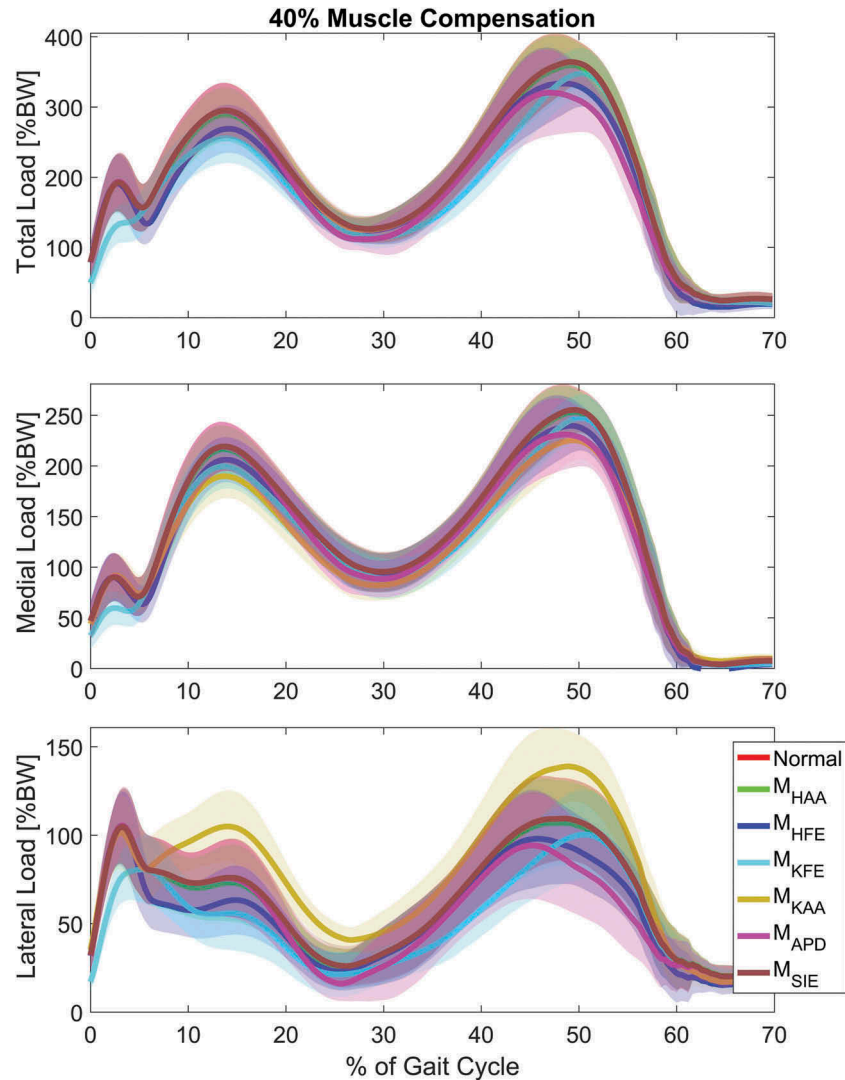 40% Muscle Compensation
Total Load [%BW]
400
300
200
100
0
0 10 20 30 40 50 60 70
Medial Load [%BW]
250
200
150
100
50
0
0 10 20 30 40 50 60 70
Lateral Load [%BW]
150
100
50
0
0 10 20 30 40 50 60 70
% of Gait Cycle
Normal
M_HAA
M_HFE
M_KFE
M_KAA
M_APD
M_SIE